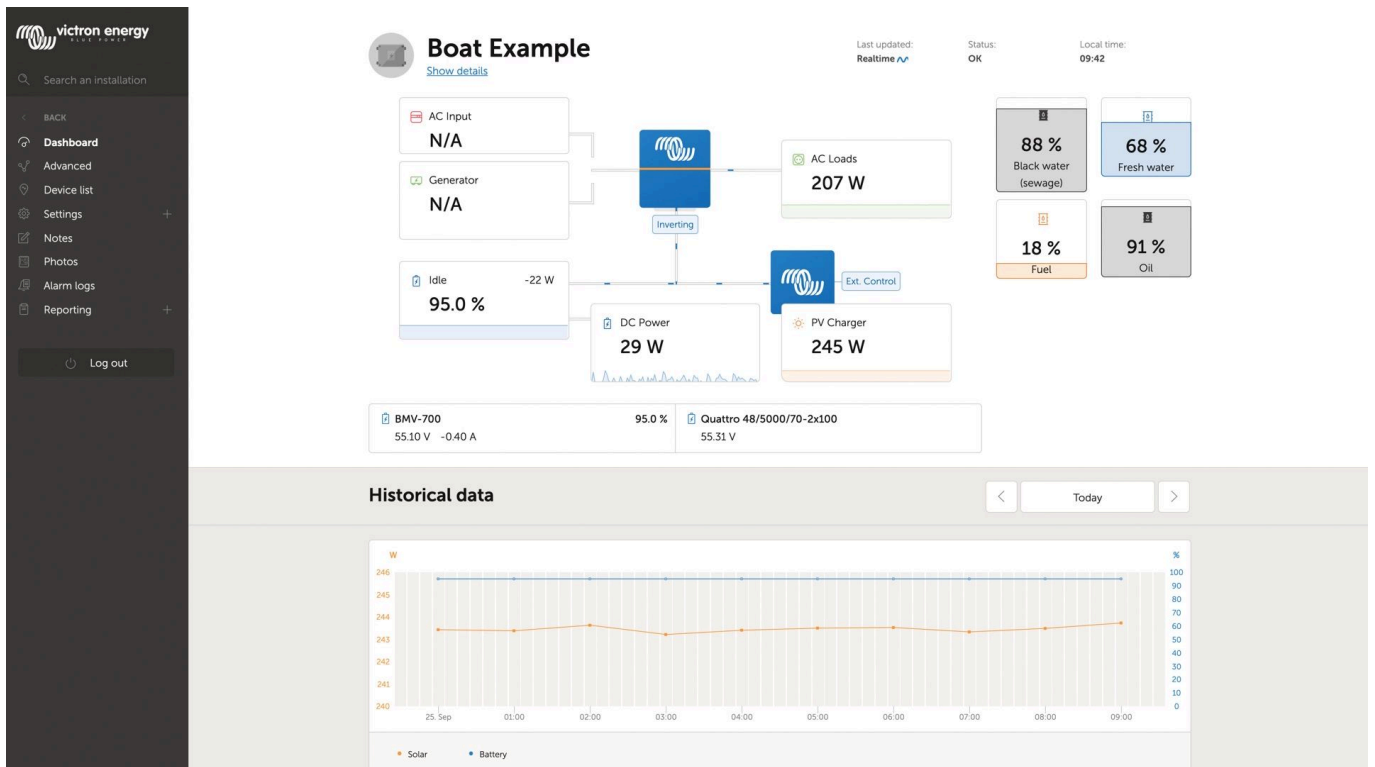 victron energy
BLUE POWER
Search an installation
BACK
Dashboard
Advanced
Device list
Settings
Notes
Photos
Alarm logs
Reporting
Log out
Boat Example
Show details
Last updated:
Realtime
Status:
OK
Local time:
09:42
AC Input
N/A
Generator
N/A
Inverting
AC Loads
207 W
Idle -22 W
95.0 %
DC Power
29 W
Ext. Control
PV Charger
245 W
88 %
Black water
(sewage)
68 %
Fresh water
18 %
Fuel
91 %
Oil
BMV-700 95.0 %
55.10 V -0.40 A
Quattro 48/5000/70-2x100
55.31 V
Historical data
Today
W
246
245
244
243
242
241
240
%
100
90
80
70
60
50
40
30
20
10
0
25. Sep 01:00 02:00 03:00 04:00 05:00 06:00 07:00 08:00 09:00
Solar Battery